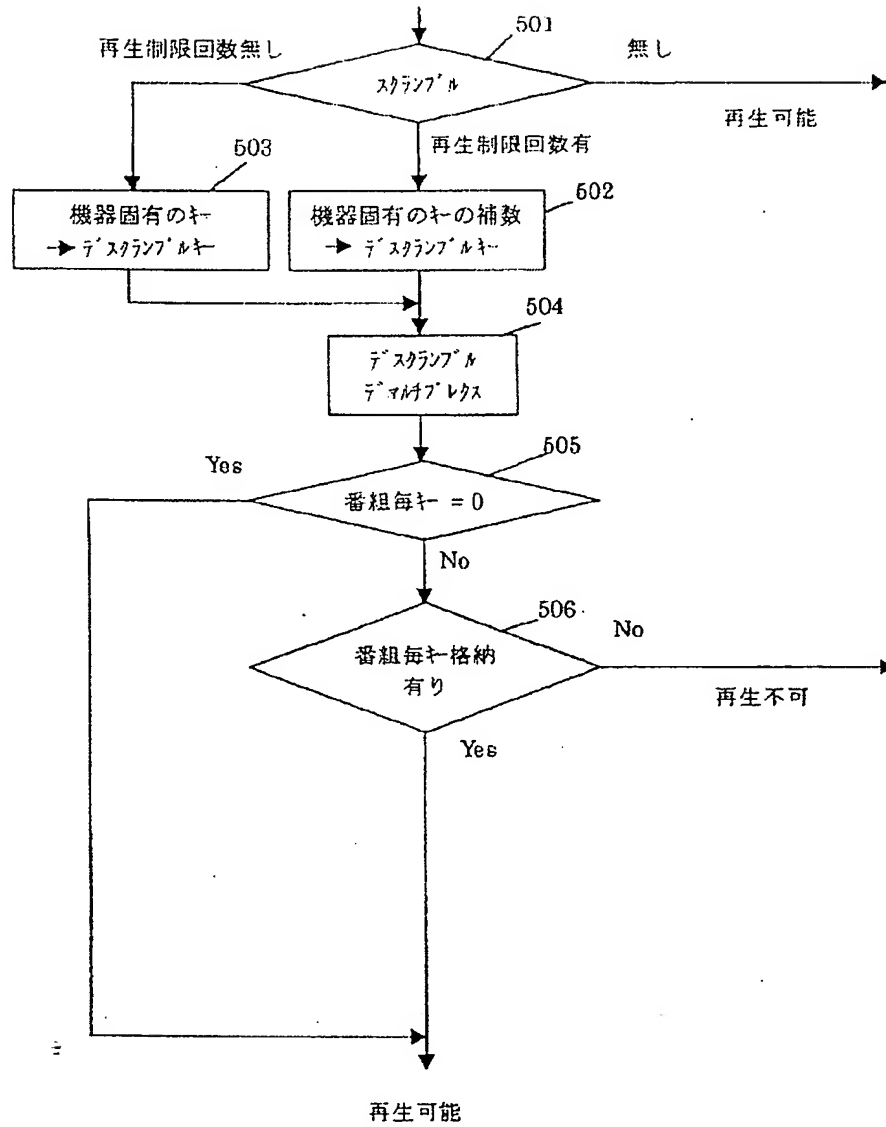 501
再生制限回数無し
無し
スクランブル
再生可能
再生制限回数有
503
502
機器固有のキー
→ デスクランブルキー
機器固有のキーの補数
→ デスクランブルキー
504
デスクランブル
デマルチプレクス
505
Yes
番組毎キー = 0
No
506
No
番組毎キー格納
有り
再生不可
Yes
再生可能